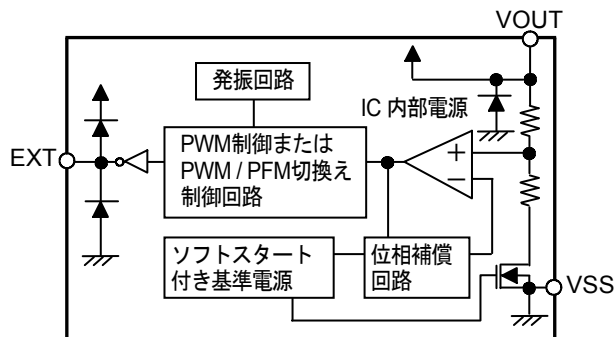 VOUT
発振回路
IC 内部電源
EXT
PWM制御または
PWM / PFM切換え
制御回路
+
−
ソフトスタート
付き基準電源
位相補償
回路
VSS